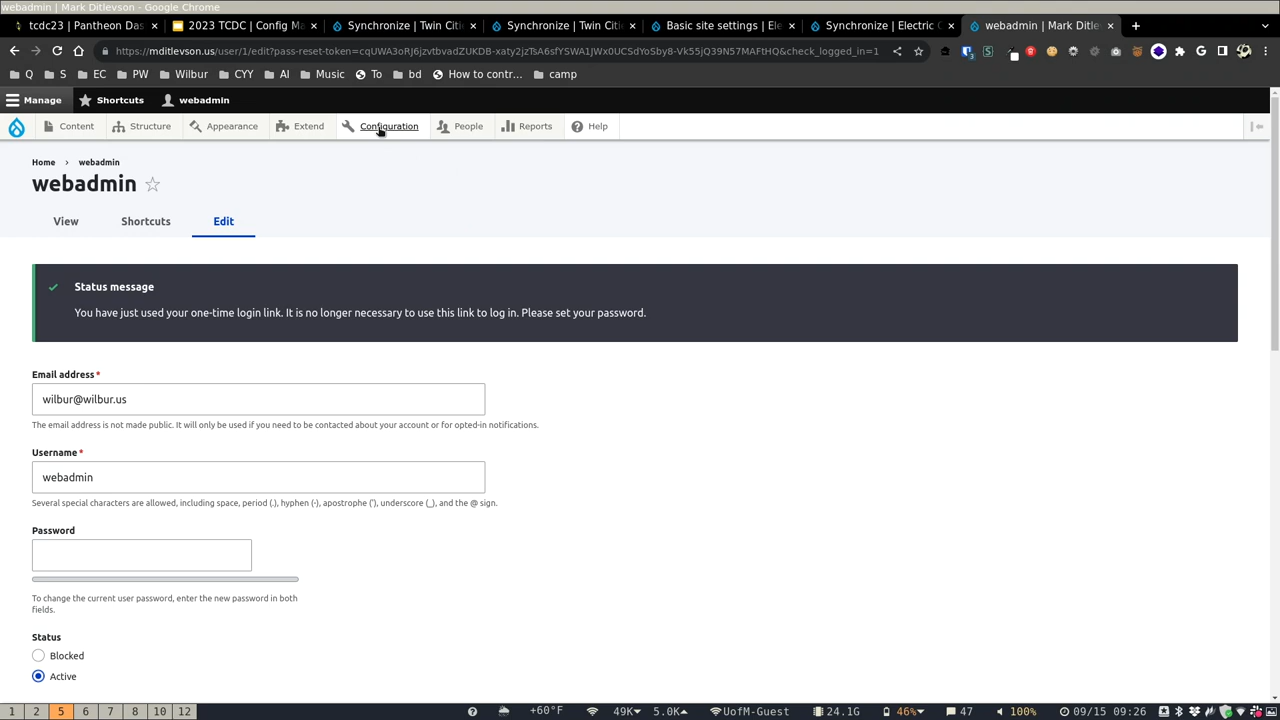 webadmin | Mark Ditlevson - Google Chrome
tcdc23 | Pantheon Das
2023 TCDC | Config Ma
Synchronize | Twin Citi
Synchronize | Twin Citi
Basic site settings | Ele
Synchronize | Electric C
webadmin | Mark Ditle
https://mditlevson.us/user/1/edit?pass-reset-token=cqUWA3oRJ6jzvtbvadZUKDB-xaty2jzTsA6sfYSWA1JWx0UCSdYoSby8-Vk55jQ39N57MAFtHQ&check_logged_in=1
Q S EC PW Wilbur CYY AI Music To bd How to contr… camp
Manage Shortcuts webadmin
Content Structure Appearance Extend Configuration People Reports Help
Home › webadmin
webadmin
View Shortcuts Edit
Status message
You have just used your one-time login link. It is no longer necessary to use this link to log in. Please set your password.
Email address*
wilbur@wilbur.us
The email address is not made public. It will only be used if you need to be contacted about your account or for opted-in notifications.
Username*
webadmin
Several special characters are allowed, including space, period (.), hyphen (-), apostrophe ('), underscore (_), and the @ sign.
Password
To change the current user password, enter the new password in both
fields.
Status
Blocked
Active
1 2 5 6 7 8 10 12 +60°F 49K 5.0K UofM-Guest 24.1G 46% 47 100% 09/15 09:26